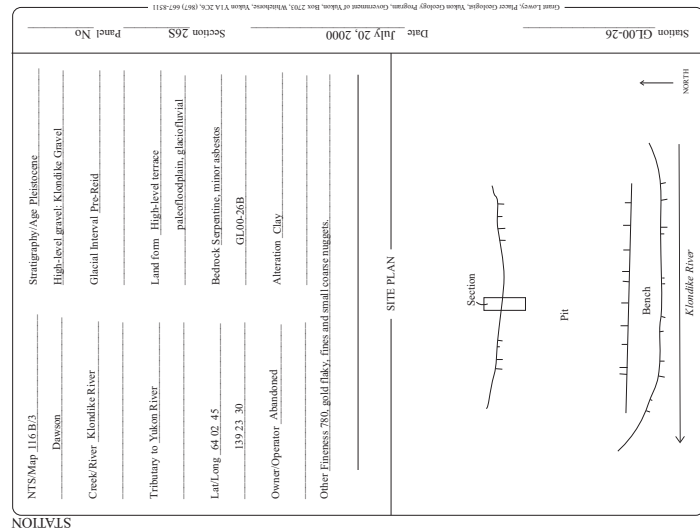 STATION
Station GL00-26
Date July 20, 2000
Section 26S
Panel No
NTS/Map 116 B/3
Dawson
Creek/River Klondike River
Tributary to Yukon River
Lat/Long 64 02 45
139 23 30
Owner/Operator Abandoned
Other Fineness 780, gold flaky, fines and small coarse nuggets.
Stratigraphy/Age Pleistocene
High-level gravel: Klondike Gravel
Glacial Interval Pre-Reid
Land form High-level terrace
paleofloodplain, glaciofluvial
Bedrock Serpentine, minor asbestos
GL00-26B
Alteration Clay
SITE PLAN
Section
Pit
Bench
Klondike River
NORTH
Grant Lowey, Placer Geologist, Yukon Geology Program, Government of Yukon, Box 2703, Whitehorse, Yukon Y1A 2C6, (867) 667-8511